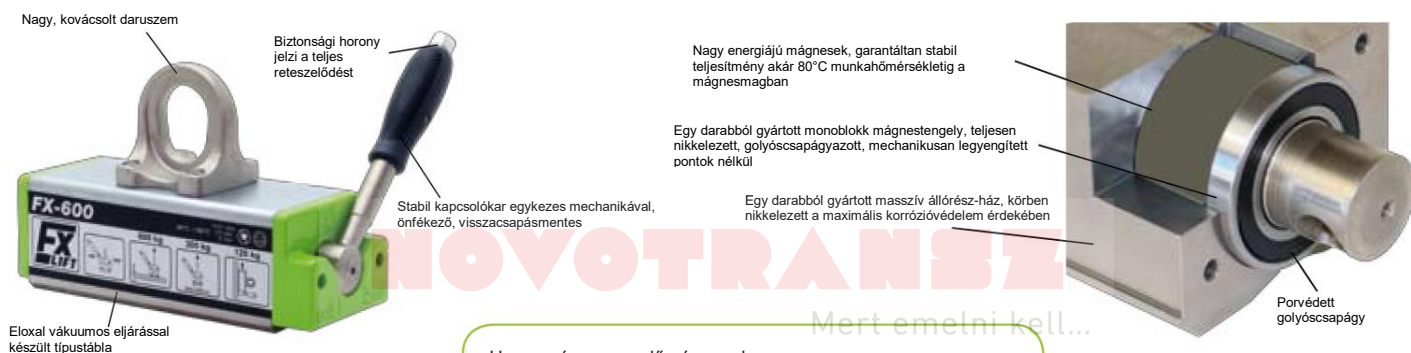 Nagy, kovácsolt daruszem
Biztonsági horony
jelzi a teljes
reteszelődést
Nagy energiájú mágnesek, garantáltan stabil
teljesítmény akár 80°C munkahőmérsékletig a
mágnesmagban
Egy darabból gyártott monoblokk mágnestengely, teljesen
nikkelezett, golyóscsapágyazott, mechanikusan legyengített
pontok nélkül
Stabil kapcsolókar egykezes mechanikával,
önfékező, visszacsapásmentes
Egy darabból gyártott masszív állórész-ház, körben
nikkelezett a maximális korrózióvédelem érdekében
FX-600
FX
LIFT
600 kg
300 kg
120 kg
NOVOTRANSZ
Mert emelni kell...
Porvédett
golyóscsapágy
Eloxal vákuumos eljárással
készült típustábla